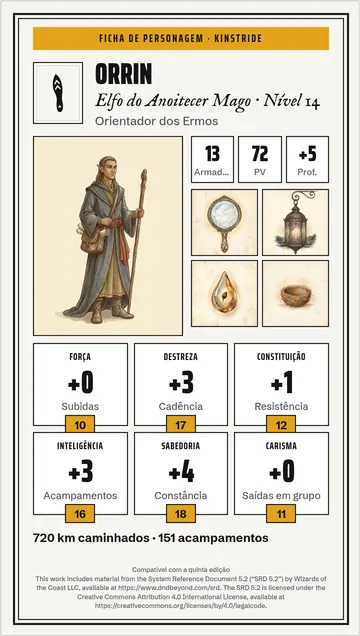 FICHA DE PERSONAGEM · KINSTRIDE
ORRIN
Elfo do Anoitecer Mago · Nível 14
Orientador dos Ermos
13 72 +5
Armad... PV Prof.
FORÇA DESTREZA CONSTITUIÇÃO
+0 +3 +1
Subidas Cadência Resistência
10 17 12
INTELIGÊNCIA SABEDORIA CARISMA
+3 +4 +0
Acampamentos Constância Saídas em grupo
16 18 11
720 km caminhados · 151 acampamentos
Compatível com a quinta edição
This work includes material from the System Reference Document 5.2 ("SRD 5.2") by Wizards of
the Coast LLC, available at https://www.dndbeyond.com/srd. The SRD 5.2 is licensed under the
Creative Commons Attribution 4.0 International License, available at
https://creativecommons.org/licenses/by/4.0/legalcode.